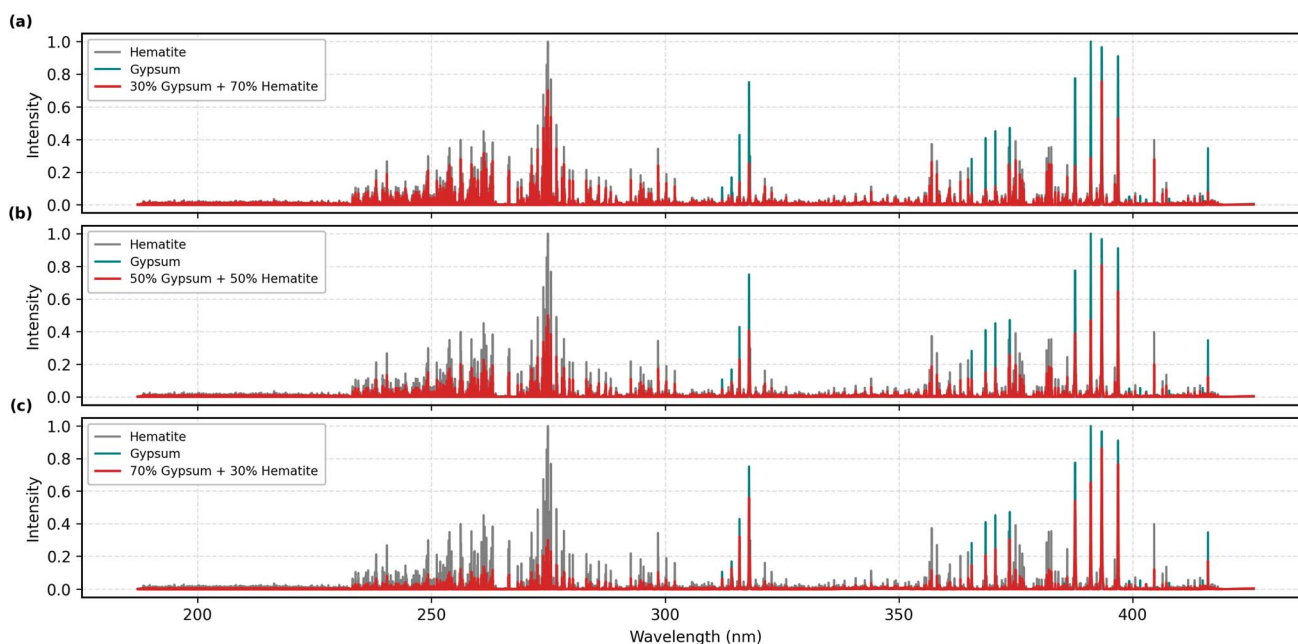 (a)
1.0
0.8
0.6
0.4
0.2
0.0
Intensity
Hematite
Gypsum
30% Gypsum + 70% Hematite
(b)
1.0
0.8
0.6
0.4
0.2
0.0
Intensity
Hematite
Gypsum
50% Gypsum + 50% Hematite
(c)
1.0
0.8
0.6
0.4
0.2
0.0
Intensity
Hematite
Gypsum
70% Gypsum + 30% Hematite
200 250 300 350 400
Wavelength (nm)